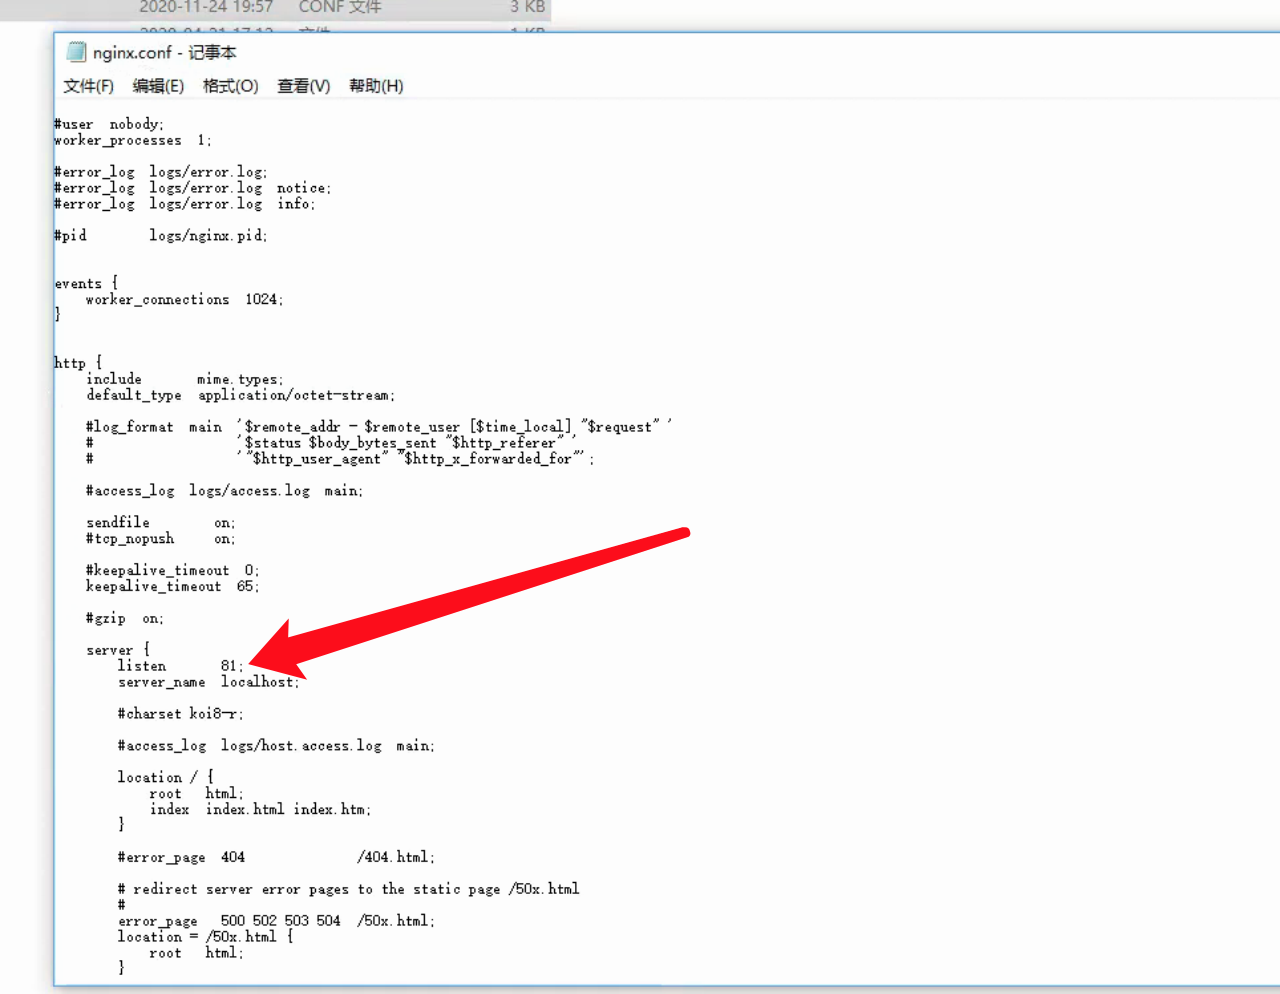 2020-11-24 19:57 CONF 文件 3 KB
nginx.conf - 记事本
文件(F) 编辑(E) 格式(O) 查看(V) 帮助(H)
#user  nobody;
worker_processes  1;
#error_log  logs/error.log;
#error_log  logs/error.log  notice;
#error_log  logs/error.log  info;
#pid        logs/nginx.pid;
events {
    worker_connections  1024;
}
http {
    include       mime.types;
    default_type  application/octet-stream;
    #log_format  main  '$remote_addr - $remote_user [$time_local] "$request" '
    #                  '$status $body_bytes_sent "$http_referer" '
    #                  '"$http_user_agent" "$http_x_forwarded_for"';
    #access_log  logs/access.log  main;
    sendfile        on;
    #tcp_nopush     on;
    #keepalive_timeout  0;
    keepalive_timeout  65;
    #gzip  on;
    server {
        listen       81;
        server_name  localhost;
        #charset koi8-r;
        #access_log  logs/host.access.log  main;
        location / {
            root   html;
            index  index.html index.htm;
        }
        #error_page  404              /404.html;
        # redirect server error pages to the static page /50x.html
        #
        error_page   500 502 503 504  /50x.html;
        location = /50x.html {
            root   html;
        }